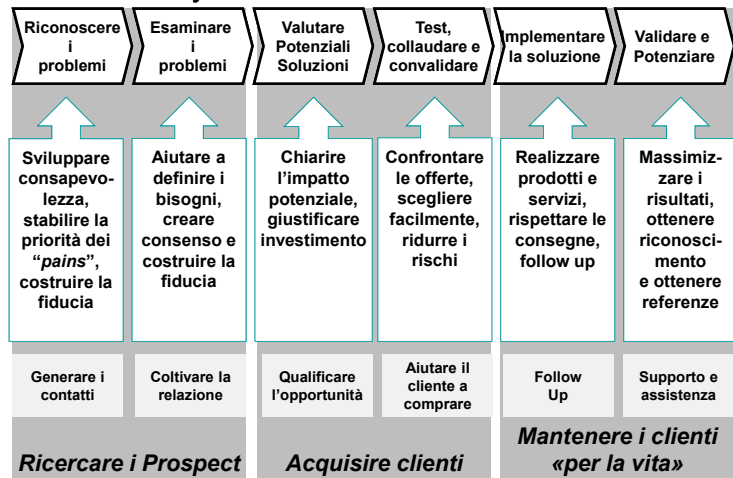 Riconoscere
i
problemi
Esaminare
i
problemi
Valutare
Potenziali
Soluzioni
Test,
collaudare e
convalidare
Implementare
la soluzione
Validare e
Potenziare
Sviluppare
consapevo-
lezza,
stabilire la
priorità dei
“pains”,
costruire la
fiducia
Aiutare a
definire i
bisogni,
creare
consenso e
costruire la
fiducia
Chiarire
l’impatto
potenziale,
giustificare
investimento
Confrontare
le offerte,
scegliere
facilmente,
ridurre i
rischi
Realizzare
prodotti e
servizi,
rispettare le
consegne,
follow up
Massimiz-
zare i
risultati,
ottenere
riconosci-
mento
e ottenere
referenze
Generare i
contatti
Coltivare la
relazione
Qualificare
l’opportunità
Aiutare il
cliente a
comprare
Follow
Up
Supporto e
assistenza
Ricercare i Prospect
Acquisire clienti
Mantenere i clienti
«per la vita»